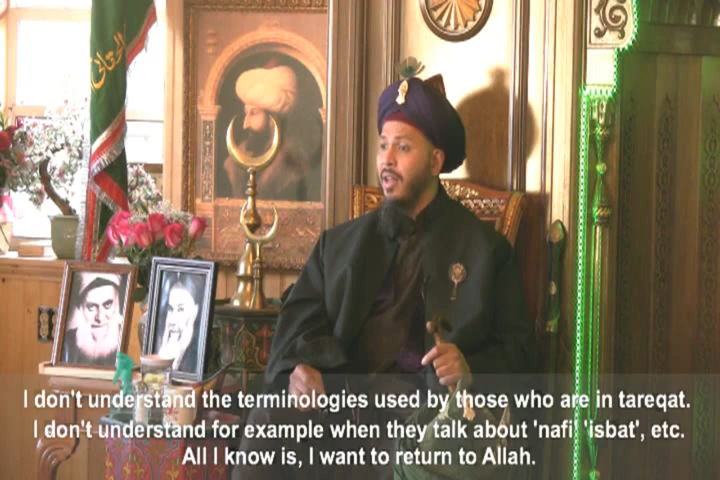 I don't understand the terminologies used by those who are in tareqat.
I don't understand for example when they talk about 'nafi' 'isbat', etc.
All I know is, I want to return to Allah.